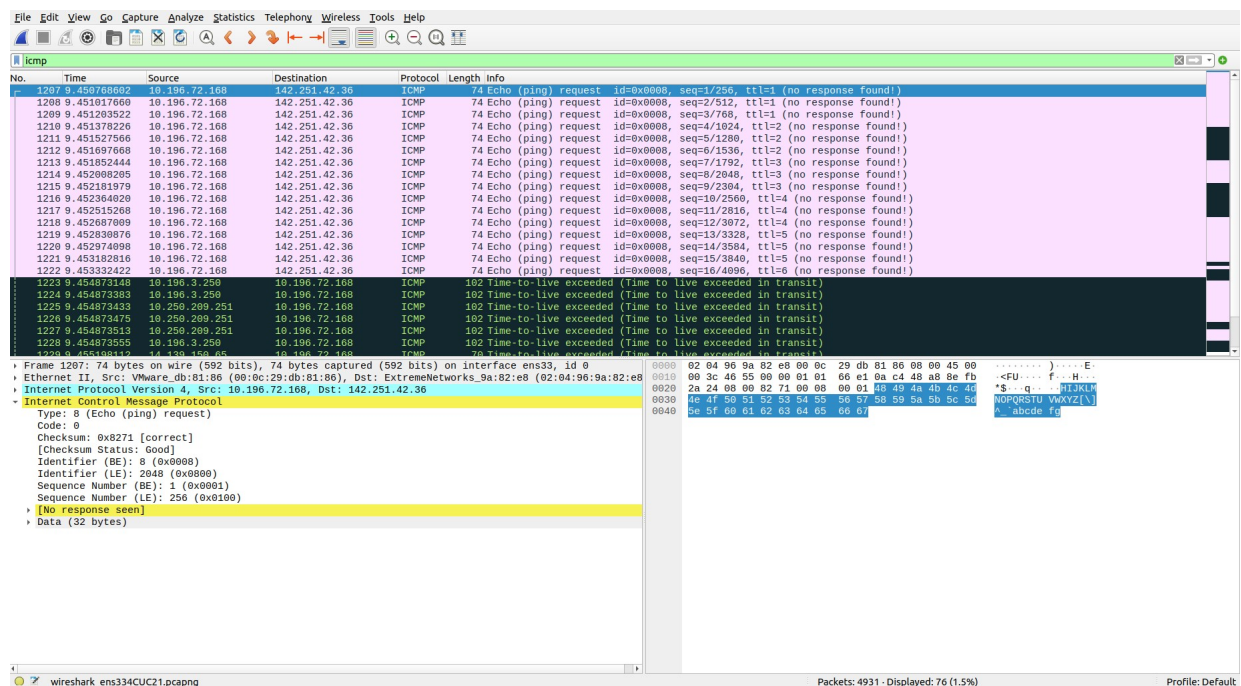 File Edit View Go Capture Analyze Statistics Telephony Wireless Tools Help
icmp
No. Time Source Destination Protocol Length Info
1207 9.450768602 10.196.72.168 142.251.42.36 ICMP 74 Echo (ping) request id=0x0008, seq=1/256, ttl=1 (no response found!)
1208 9.451017660 10.196.72.168 142.251.42.36 ICMP 74 Echo (ping) request id=0x0008, seq=2/512, ttl=1 (no response found!)
1209 9.451203522 10.196.72.168 142.251.42.36 ICMP 74 Echo (ping) request id=0x0008, seq=3/768, ttl=1 (no response found!)
1210 9.451378226 10.196.72.168 142.251.42.36 ICMP 74 Echo (ping) request id=0x0008, seq=4/1024, ttl=2 (no response found!)
1211 9.451527566 10.196.72.168 142.251.42.36 ICMP 74 Echo (ping) request id=0x0008, seq=5/1280, ttl=2 (no response found!)
1212 9.451697668 10.196.72.168 142.251.42.36 ICMP 74 Echo (ping) request id=0x0008, seq=6/1536, ttl=2 (no response found!)
1213 9.451852444 10.196.72.168 142.251.42.36 ICMP 74 Echo (ping) request id=0x0008, seq=7/1792, ttl=3 (no response found!)
1214 9.452008205 10.196.72.168 142.251.42.36 ICMP 74 Echo (ping) request id=0x0008, seq=8/2048, ttl=3 (no response found!)
1215 9.452181979 10.196.72.168 142.251.42.36 ICMP 74 Echo (ping) request id=0x0008, seq=9/2304, ttl=3 (no response found!)
1216 9.452364020 10.196.72.168 142.251.42.36 ICMP 74 Echo (ping) request id=0x0008, seq=10/2560, ttl=4 (no response found!)
1217 9.452515268 10.196.72.168 142.251.42.36 ICMP 74 Echo (ping) request id=0x0008, seq=11/2816, ttl=4 (no response found!)
1218 9.452687009 10.196.72.168 142.251.42.36 ICMP 74 Echo (ping) request id=0x0008, seq=12/3072, ttl=4 (no response found!)
1219 9.452830876 10.196.72.168 142.251.42.36 ICMP 74 Echo (ping) request id=0x0008, seq=13/3328, ttl=5 (no response found!)
1220 9.452974098 10.196.72.168 142.251.42.36 ICMP 74 Echo (ping) request id=0x0008, seq=14/3584, ttl=5 (no response found!)
1221 9.453182816 10.196.72.168 142.251.42.36 ICMP 74 Echo (ping) request id=0x0008, seq=15/3840, ttl=5 (no response found!)
1222 9.453332422 10.196.72.168 142.251.42.36 ICMP 74 Echo (ping) request id=0x0008, seq=16/4096, ttl=6 (no response found!)
1223 9.454873148 10.196.3.250 10.196.72.168 ICMP 102 Time-to-live exceeded (Time to live exceeded in transit)
1224 9.454873383 10.196.3.250 10.196.72.168 ICMP 102 Time-to-live exceeded (Time to live exceeded in transit)
1225 9.454873433 10.250.209.251 10.196.72.168 ICMP 102 Time-to-live exceeded (Time to live exceeded in transit)
1226 9.454873475 10.250.209.251 10.196.72.168 ICMP 102 Time-to-live exceeded (Time to live exceeded in transit)
1227 9.454873513 10.250.209.251 10.196.72.168 ICMP 102 Time-to-live exceeded (Time to live exceeded in transit)
1228 9.454873555 10.196.3.250 10.196.72.168 ICMP 102 Time-to-live exceeded (Time to live exceeded in transit)
1229 9.455198112 14.139.150.65 10.196.72.168 ICMP 70 Time-to-live exceeded (Time to live exceeded in transit)
Frame 1207: 74 bytes on wire (592 bits), 74 bytes captured (592 bits) on interface ens33, id 0
Ethernet II, Src: VMware_db:81:86 (00:0c:29:db:81:86), Dst: ExtremeNetworks_9a:82:e8 (02:04:96:9a:82:e8
Internet Protocol Version 4, Src: 10.196.72.168, Dst: 142.251.42.36
Internet Control Message Protocol
Type: 8 (Echo (ping) request)
Code: 0
Checksum: 0x8271 [correct]
[Checksum Status: Good]
Identifier (BE): 8 (0x0008)
Identifier (LE): 2048 (0x0800)
Sequence Number (BE): 1 (0x0001)
Sequence Number (LE): 256 (0x0100)
[No response seen]
Data (32 bytes)
0000 02 04 96 9a 82 e8 00 0c 29 db 81 86 08 00 45 00 ········ )·····E·
0010 00 3c 46 55 00 00 01 01 66 e1 0a c4 48 a8 8e fb ·<FU···· f···H···
0020 2a 24 08 00 82 71 00 08 00 01 48 49 4a 4b 4c 4d *$···q·· ··HIJKLM
0030 4e 4f 50 51 52 53 54 55 56 57 58 59 5a 5b 5c 5d NOPQRSTU VWXYZ[\]
0040 5e 5f 60 61 62 63 64 65 66 67 ^_`abcde fg
wireshark_ens334CUC21.pcapng
Packets: 4931 · Displayed: 76 (1.5%)
Profile: Default